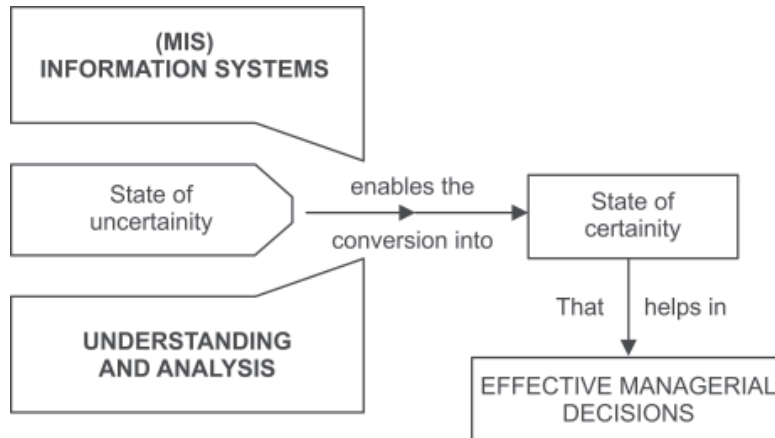 (MIS)
INFORMATION SYSTEMS
State of
uncertainity
enables the
conversion into
State of
certainity
That helps in
UNDERSTANDING
AND ANALYSIS
EFFECTIVE MANAGERIAL
DECISIONS